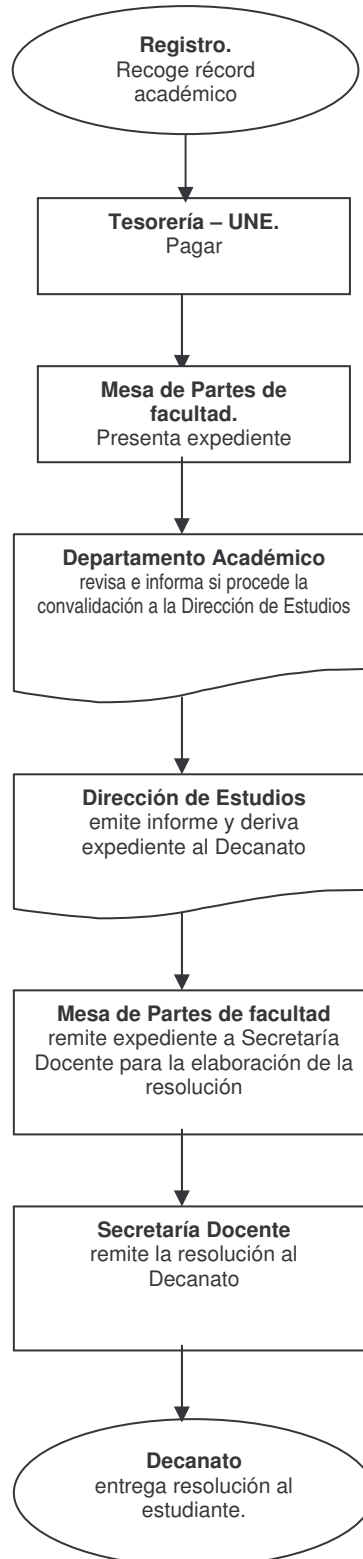 Registro.
Recoge récord
académico
Tesorería – UNE.
Pagar
Mesa de Partes de
facultad.
Presenta expediente
Departamento Académico
revisa e informa si procede la
convalidación a la Dirección de Estudios
Dirección de Estudios
emite informe y deriva
expediente al Decanato
Mesa de Partes de facultad
remite expediente a Secretaría
Docente para la elaboración de la
resolución
Secretaría Docente
remite la resolución al
Decanato
Decanato
entrega resolución al
estudiante.